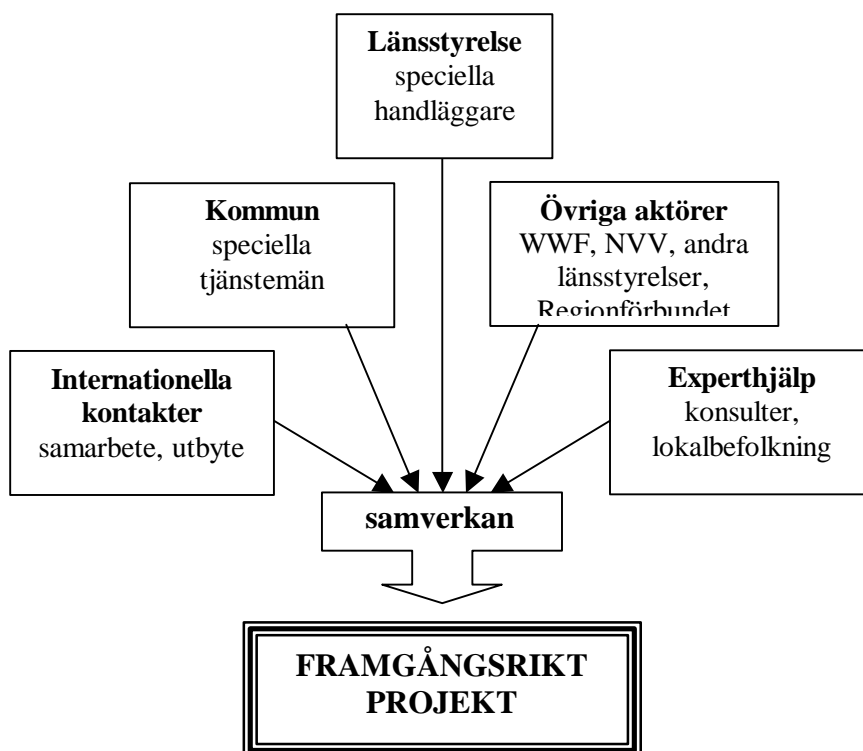 Länsstyrelse
speciella
handläggare
Kommun
speciella
tjänstemän
Övriga aktörer
WWF, NVV, andra
länsstyrelser,
Regionförbundet
Internationella
kontakter
samarbete, utbyte
Experthjälp
konsulter,
lokalbefolkning
samverkan
FRAMGÅNGSRIKT
PROJEKT